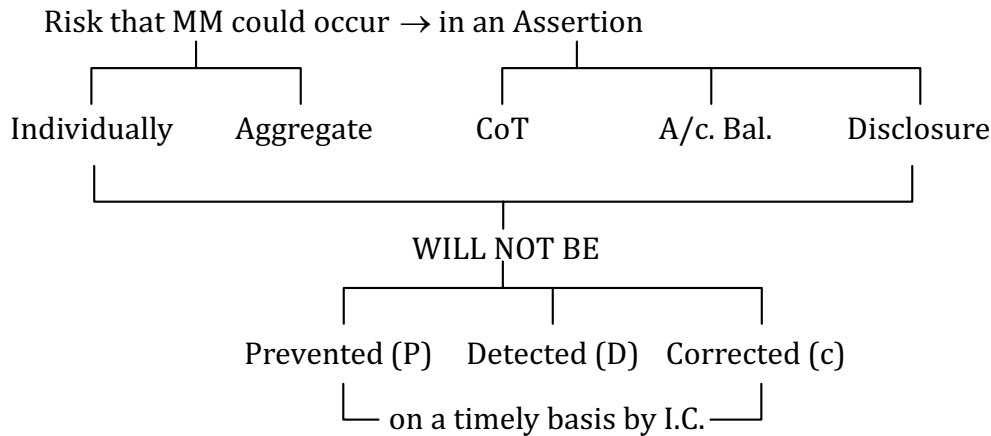 Risk that MM could occur → in an Assertion
Individually Aggregate CoT A/c. Bal. Disclosure
WILL NOT BE
Prevented (P) Detected (D) Corrected (c)
on a timely basis by I.C.